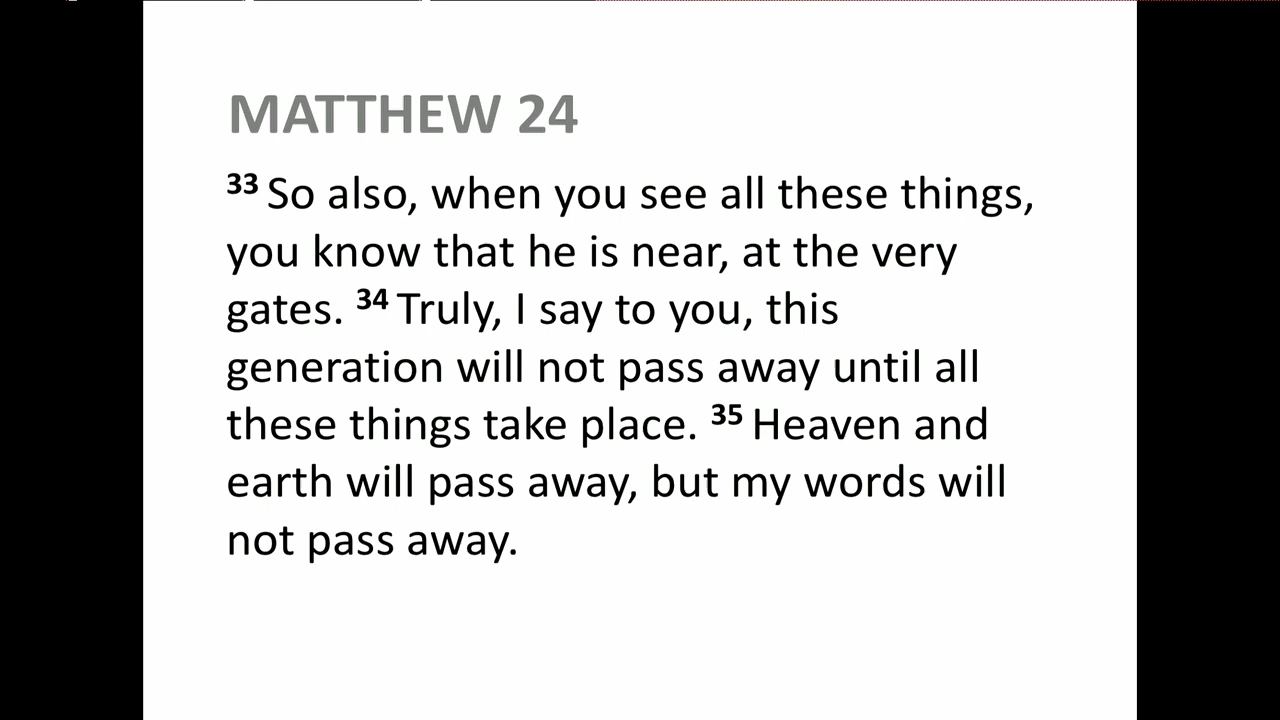 MATTHEW 24
33 So also, when you see all these things,
you know that he is near, at the very
gates. 34 Truly, I say to you, this
generation will not pass away until all
these things take place. 35 Heaven and
earth will pass away, but my words will
not pass away.